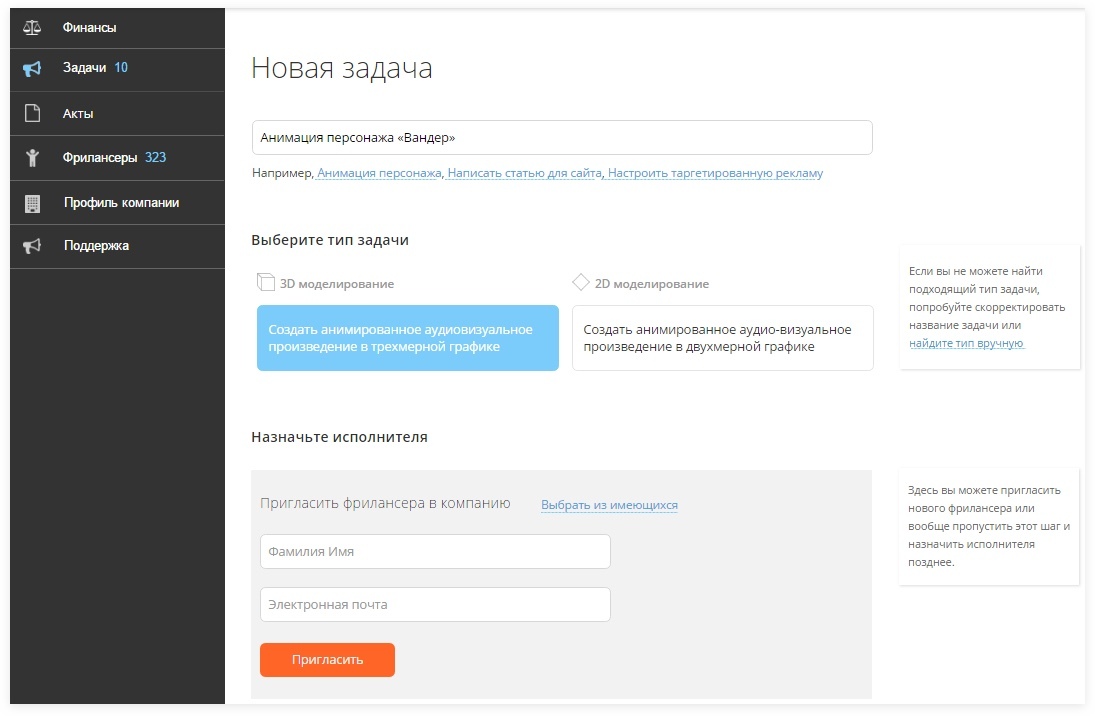 Финансы
Задачи 10
Акты
Фрилансеры 323
Профиль компании
Поддержка
Новая задача
Анимация персонажа «Вандер»
Например, Анимация персонажа, Написать статью для сайта, Настроить таргетированную рекламу
Выберите тип задачи
3D моделирование
Создать анимированное аудиовизуальное
произведение в трехмерной графике
2D моделирование
Создать анимированное аудио-визуальное
произведение в двухмерной графике
Если вы не можете найти
подходящий тип задачи,
попробуйте скорректировать
название задачи или
найдите тип вручную
Назначьте исполнителя
Пригласить фрилансера в компанию Выбрать из имеющихся
Фамилия Имя
Электронная почта
Пригласить
Здесь вы можете пригласить
нового фрилансера или
вообще пропустить этот шаг и
назначить исполнителя
позднее.